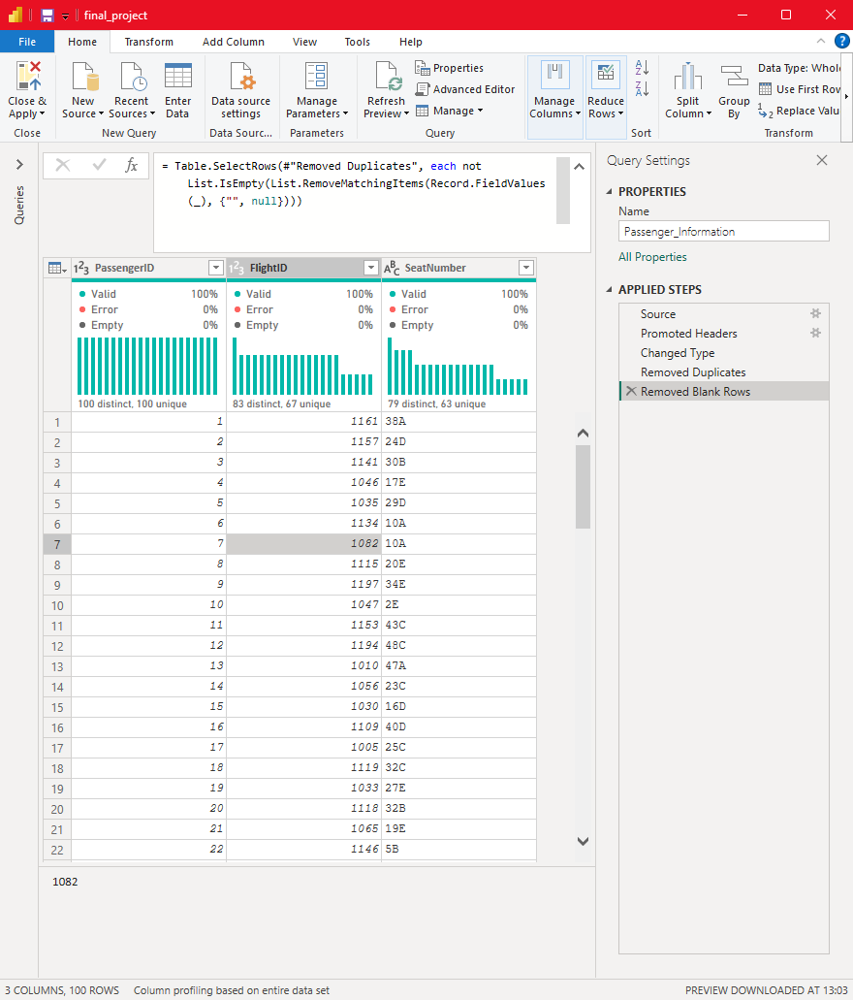 final_project
File Home Transform Add Column View Tools Help
Close & Apply
New Source
Recent Sources
Enter Data
Data source settings
Manage Parameters
Refresh Preview
Properties
Advanced Editor
Manage
Manage Columns
Reduce Rows
Split Column
Group By
Data Type: Whole
Use First Row
Replace Valu
Close New Query Data Sourc... Parameters Query Sort Transform
Queries
fx
= Table.SelectRows(#"Removed Duplicates", each not
List.IsEmpty(List.RemoveMatchingItems(Record.FieldValues
(_), {"", null})))
PassengerID FlightID SeatNumber
Valid 100% Valid 100% Valid 100%
Error 0% Error 0% Error 0%
Empty 0% Empty 0% Empty 0%
100 distinct, 100 unique 83 distinct, 67 unique 79 distinct, 63 unique
1 1 1161 38A
2 2 1157 24D
3 3 1141 30B
4 4 1046 17E
5 5 1035 29D
6 6 1134 10A
7 7 1082 10A
8 8 1115 20E
9 9 1197 34E
10 10 1047 2E
11 11 1153 43C
12 12 1194 48C
13 13 1010 47A
14 14 1056 23C
15 15 1030 16D
16 16 1109 40D
17 17 1005 25C
18 18 1119 32C
19 19 1033 27E
20 20 1118 32B
21 21 1065 19E
22 22 1146 5B
1082
Query Settings
PROPERTIES
Name
Passenger_Information
All Properties
APPLIED STEPS
Source
Promoted Headers
Changed Type
Removed Duplicates
Removed Blank Rows
3 COLUMNS, 100 ROWS Column profiling based on entire data set PREVIEW DOWNLOADED AT 13:03